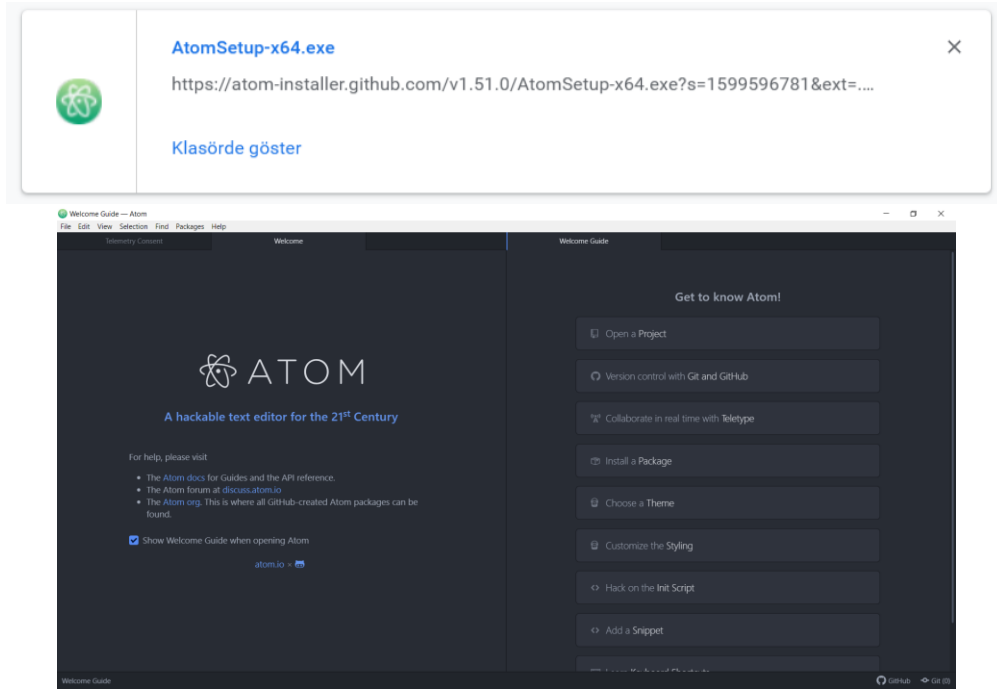 AtomSetup-x64.exe
https://atom-installer.github.com/v1.51.0/AtomSetup-x64.exe?s=1599596781&ext=....
Klasörde göster
Welcome Guide — Atom
File Edit View Selection Find Packages Help
Telemetry Consent
Welcome
Welcome Guide
ATOM
A hackable text editor for the 21st Century
For help, please visit
• The Atom docs for Guides and the API reference.
• The Atom forum at discuss.atom.io
• The Atom org. This is where all GitHub-created Atom packages can be
found.
Show Welcome Guide when opening Atom
atom.io ×
Get to know Atom!
Open a Project
Version control with Git and GitHub
Collaborate in real time with Teletype
Install a Package
Choose a Theme
Customize the Styling
Hack on the Init Script
Add a Snippet
Welcome Guide
GitHub
Git (0)